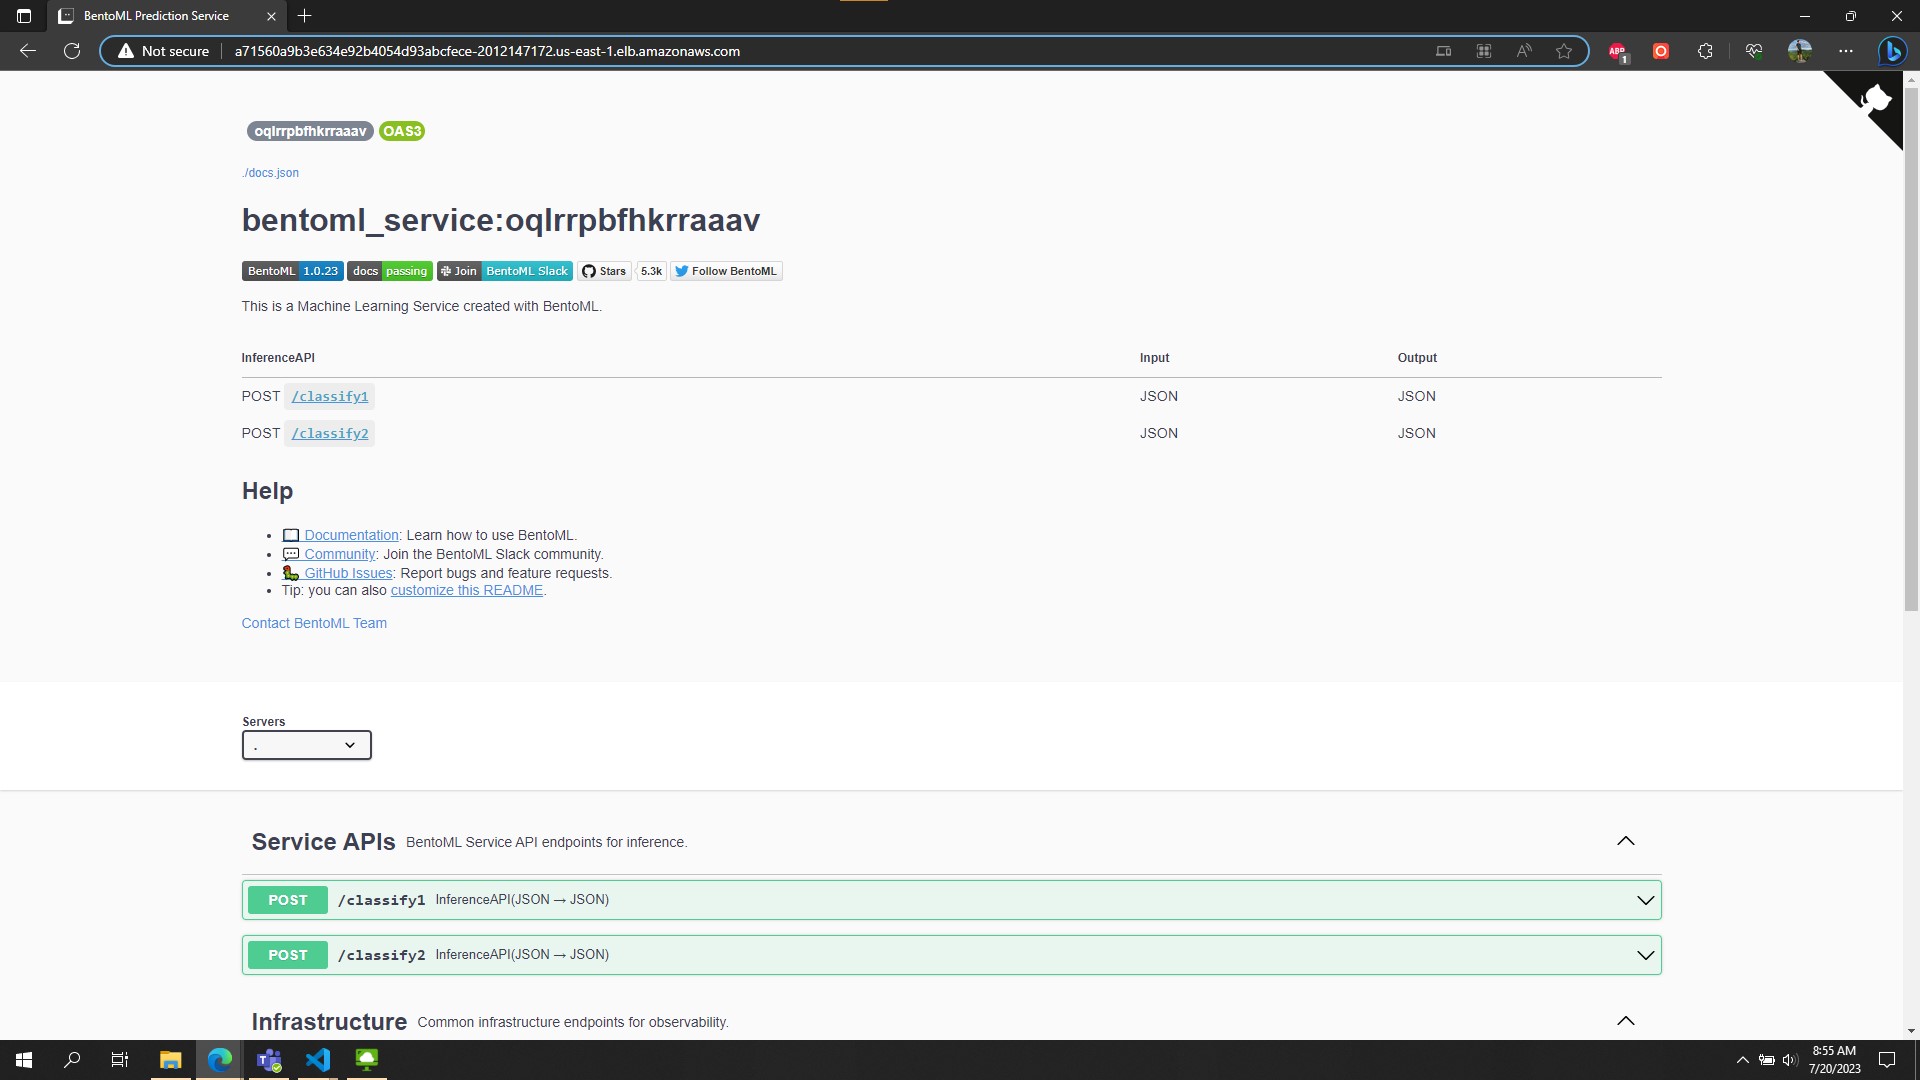 BentoML Prediction Service
Not secure
a71560a9b3e634e92b4054d93abcfece-2012147172.us-east-1.elb.amazonaws.com
ABP
1
oqlrrpbfhkrraaav OAS3
./docs.json
bentoml_service:oqlrrpbfhkrraaav
BentoML 1.0.23 docs passing Join BentoML Slack Stars 5.3k Follow BentoML
This is a Machine Learning Service created with BentoML.
InferenceAPI Input Output
POST /classify1 JSON JSON
POST /classify2 JSON JSON
Help
Documentation: Learn how to use BentoML.
Community: Join the BentoML Slack community.
GitHub Issues: Report bugs and feature requests.
Tip: you can also customize this README.
Contact BentoML Team
Servers
.
Service APIs BentoML Service API endpoints for inference.
POST /classify1 InferenceAPI(JSON → JSON)
POST /classify2 InferenceAPI(JSON → JSON)
Infrastructure Common infrastructure endpoints for observability.
8:55 AM
7/20/2023